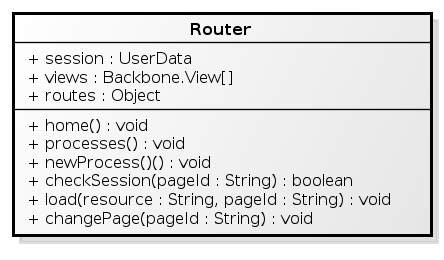 Router
+ session : UserData
+ views : Backbone.View[]
+ routes : Object
+ home() : void
+ processes() : void
+ newProcess()() : void
+ checkSession(pageId : String) : boolean
+ load(resource : String, pageId : String) : void
+ changePage(pageId : String) : void